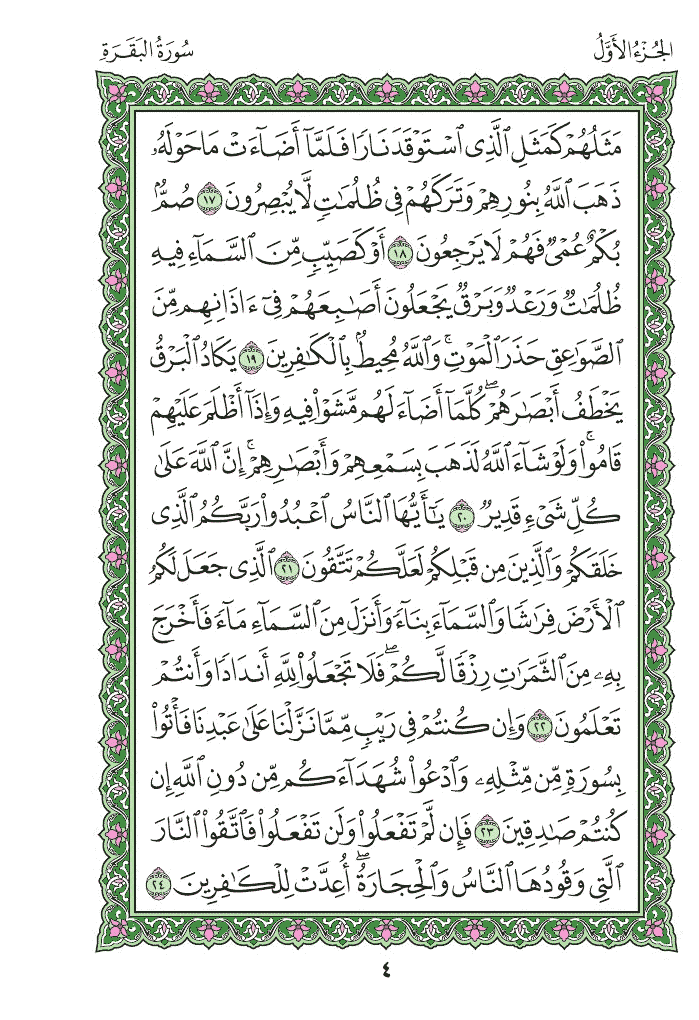 الجُزْءُ الأَوَّلُ
سُورَةُ البَقَرَةِ
مَثَلُهُمْ كَمَثَلِ ٱلَّذِى ٱسْتَوْقَدَ نَارًا فَلَمَّآ أَضَآءَتْ مَا حَوْلَهُۥ
ذَهَبَ ٱللَّهُ بِنُورِهِمْ وَتَرَكَهُمْ فِى ظُلُمَٰتٍ لَّا يُبْصِرُونَ ١٧ صُمٌّۢ
بُكْمٌ عُمْىٌ فَهُمْ لَا يَرْجِعُونَ ١٨ أَوْ كَصَيِّبٍ مِّنَ ٱلسَّمَآءِ فِيهِ
ظُلُمَٰتٌ وَرَعْدٌ وَبَرْقٌ يَجْعَلُونَ أَصَٰبِعَهُمْ فِىٓ ءَاذَانِهِم مِّنَ
ٱلصَّوَٰعِقِ حَذَرَ ٱلْمَوْتِ ۚ وَٱللَّهُ مُحِيطٌۢ بِٱلْكَٰفِرِينَ ١٩ يَكَادُ ٱلْبَرْقُ
يَخْطَفُ أَبْصَٰرَهُمْ ۖ كُلَّمَآ أَضَآءَ لَهُم مَّشَوْا۟ فِيهِ وَإِذَآ أَظْلَمَ عَلَيْهِمْ
قَامُوا۟ ۚ وَلَوْ شَآءَ ٱللَّهُ لَذَهَبَ بِسَمْعِهِمْ وَأَبْصَٰرِهِمْ ۚ إِنَّ ٱللَّهَ عَلَىٰ
كُلِّ شَىْءٍ قَدِيرٌ ٢٠ يَٰٓأَيُّهَا ٱلنَّاسُ ٱعْبُدُوا۟ رَبَّكُمُ ٱلَّذِى
خَلَقَكُمْ وَٱلَّذِينَ مِن قَبْلِكُمْ لَعَلَّكُمْ تَتَّقُونَ ٢١ ٱلَّذِى جَعَلَ لَكُمُ
ٱلْأَرْضَ فِرَٰشًا وَٱلسَّمَآءَ بِنَآءً وَأَنزَلَ مِنَ ٱلسَّمَآءِ مَآءً فَأَخْرَجَ
بِهِۦ مِنَ ٱلثَّمَرَٰتِ رِزْقًا لَّكُمْ ۖ فَلَا تَجْعَلُوا۟ لِلَّهِ أَندَادًا وَأَنتُمْ
تَعْلَمُونَ ٢٢ وَإِن كُنتُمْ فِى رَيْبٍ مِّمَّا نَزَّلْنَا عَلَىٰ عَبْدِنَا فَأْتُوا۟
بِسُورَةٍ مِّن مِّثْلِهِۦ وَٱدْعُوا۟ شُهَدَآءَكُم مِّن دُونِ ٱللَّهِ إِن
كُنتُمْ صَٰدِقِينَ ٢٣ فَإِن لَّمْ تَفْعَلُوا۟ وَلَن تَفْعَلُوا۟ فَٱتَّقُوا۟ ٱلنَّارَ
ٱلَّتِى وَقُودُهَا ٱلنَّاسُ وَٱلْحِجَارَةُ ۖ أُعِدَّتْ لِلْكَٰفِرِينَ ٢٤
٤